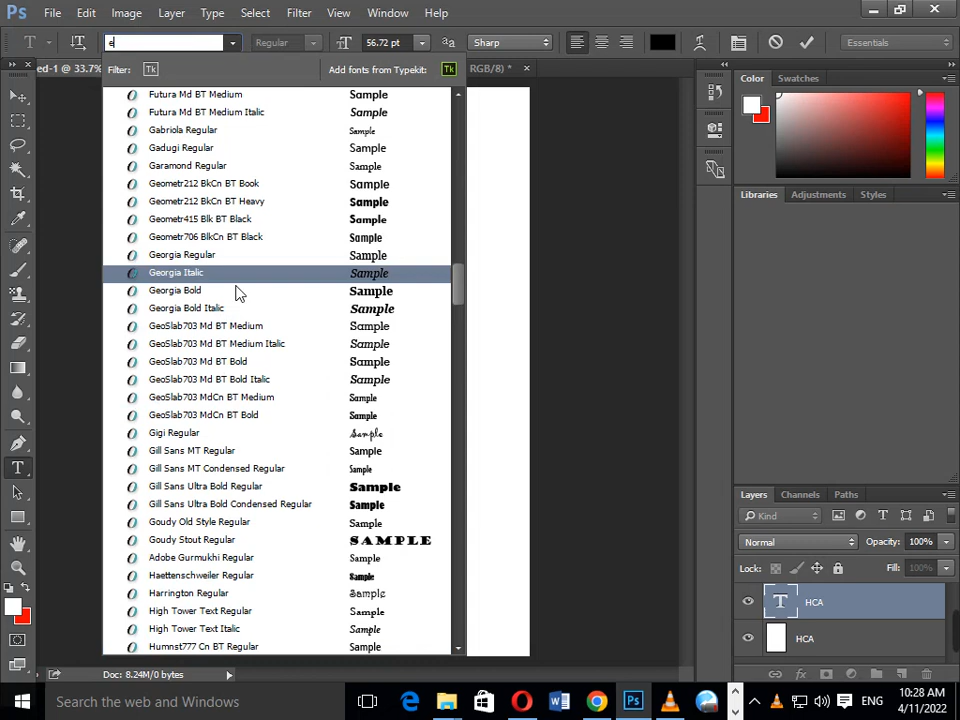 Ps File Edit Image Layer Type Select Filter View Window Help
e Regular 56.72 pt aa Sharp Essentials
ed-1 @ 33.7% RGB/8) * ×
Filter: Tk Add fonts from Typekit: Tk
Futura Md BT Medium Sample
Futura Md BT Medium Italic Sample
Gabriola Regular Sample
Gadugi Regular Sample
Garamond Regular Sample
Geometr212 BkCn BT Book Sample
Geometr212 BkCn BT Heavy Sample
Geometr415 Blk BT Black Sample
Geometr706 BlkCn BT Black Sample
Georgia Regular Sample
Georgia Italic Sample
Georgia Bold Sample
Georgia Bold Italic Sample
GeoSlab703 Md BT Medium Sample
GeoSlab703 Md BT Medium Italic Sample
GeoSlab703 Md BT Bold Sample
GeoSlab703 Md BT Bold Italic Sample
GeoSlab703 MdCn BT Medium Sample
GeoSlab703 MdCn BT Bold Sample
Gigi Regular Sample
Gill Sans MT Regular Sample
Gill Sans MT Condensed Regular Sample
Gill Sans Ultra Bold Regular Sample
Gill Sans Ultra Bold Condensed Regular Sample
Goudy Old Style Regular Sample
Goudy Stout Regular SAMPLE
Adobe Gurmukhi Regular Sample
Haettenschweiler Regular Sample
Harrington Regular Sample
High Tower Text Regular Sample
High Tower Text Italic Sample
Humnst777 Cn BT Regular Sample
Color Swatches
Libraries Adjustments Styles
Layers Channels Paths
Kind
Normal Opacity: 100%
Lock: Fill: 100%
HCA
HCA
Doc: 8.24M/0 bytes
Search the Web and Windows
ENG
10:28 AM
4/11/2022